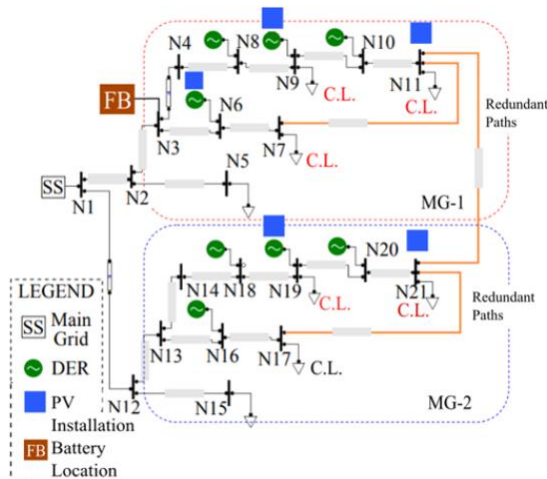 N4
N8
N9
N10
N11
C.L.
C.L.
FB
N3
N6
N7
C.L.
Redundant
Paths
SS
N1
N2
N5
MG-1
N14
N18
N19
N20
N21
C.L.
C.L.
Redundant
Paths
N13
N16
N17
C.L.
N12
N15
MG-2
LEGEND
SS Main
Grid
DER
PV
Installation
FB Battery
Location